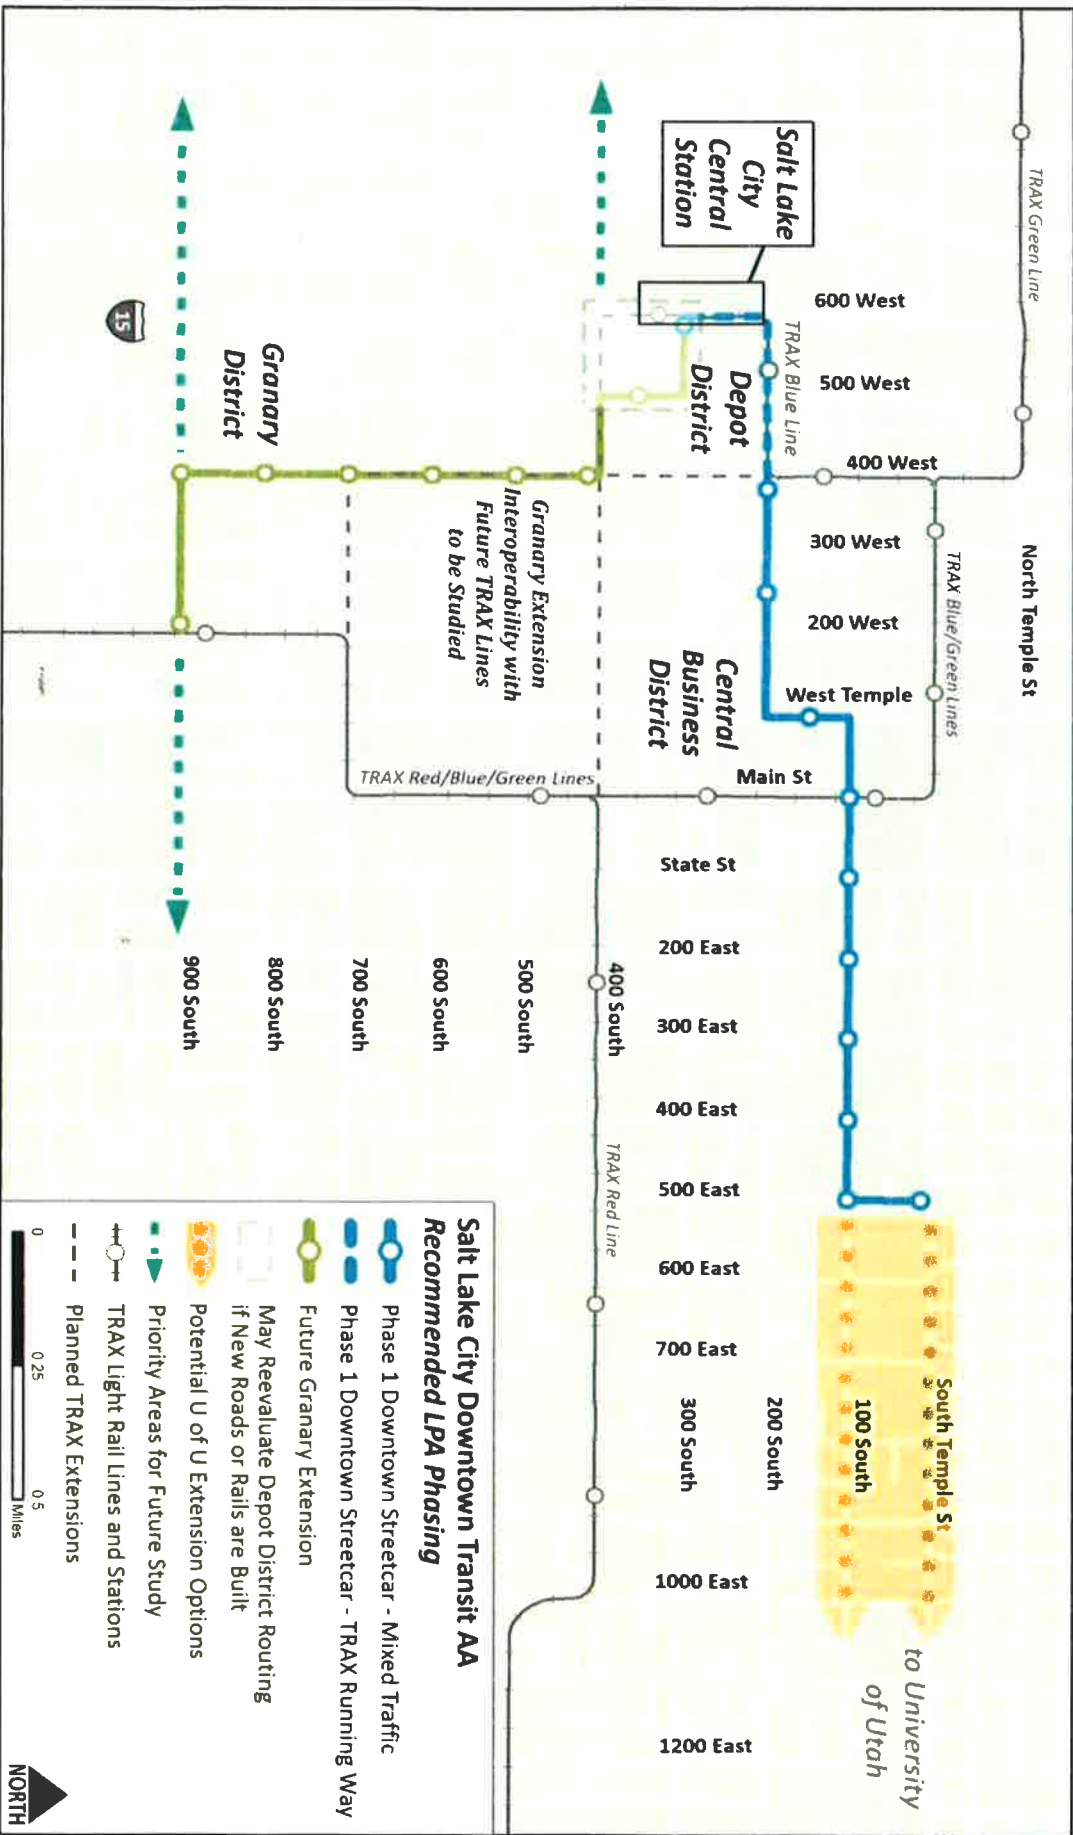 TRAX Green Line
North Temple St
TRAX Blue/Green Lines
South Temple St
to University
of Utah
100 South
200 South
300 South
600 West
500 West
400 West
300 West
200 West
West Temple
Main St
State St
200 East
300 East
400 East
500 East
600 East
700 East
1000 East
1200 East
TRAX Blue Line
Salt Lake
City
Central
Station
Depot
District
Central
Business
District
400 South
TRAX Red Line
TRAX Red/Blue/Green Lines
Granary Extension
Interoperability with
Future TRAX Lines
to be Studied
500 South
600 South
700 South
800 South
900 South
Granary
District
15
Salt Lake City Downtown Transit AA
Recommended LPA Phasing
Phase 1 Downtown Streetcar - Mixed Traffic
Phase 1 Downtown Streetcar - TRAX Running Way
Future Granary Extension
May Reevaluate Depot District Routing
if New Roads or Rails are Built
Potential U of U Extension Options
Priority Areas for Future Study
TRAX Light Rail Lines and Stations
Planned TRAX Extensions
0 0 25 0 5
Miles
NORTH